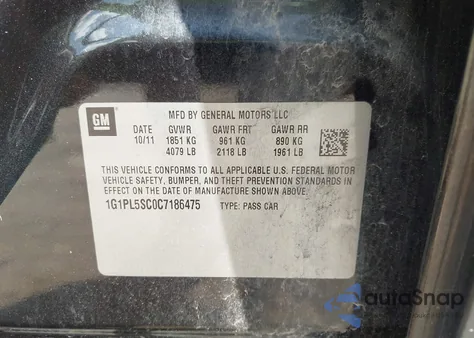 GM
MFD BY GENERAL MOTORS LLC
DATE GVWR GAWR FRT GAWR RR
10/11 1851 KG 961 KG 890 KG
4079 LB 2118 LB 1961 LB
THIS VEHICLE CONFORMS TO ALL APPLICABLE U.S. FEDERAL MOTOR
VEHICLE SAFETY, BUMPER, AND THEFT PREVENTION STANDARDS IN
EFFECT ON THE DATE OF MANUFACTURE SHOWN ABOVE.
1G1PL5SC0C7186475 TYPE: PASS CAR
autoSnap